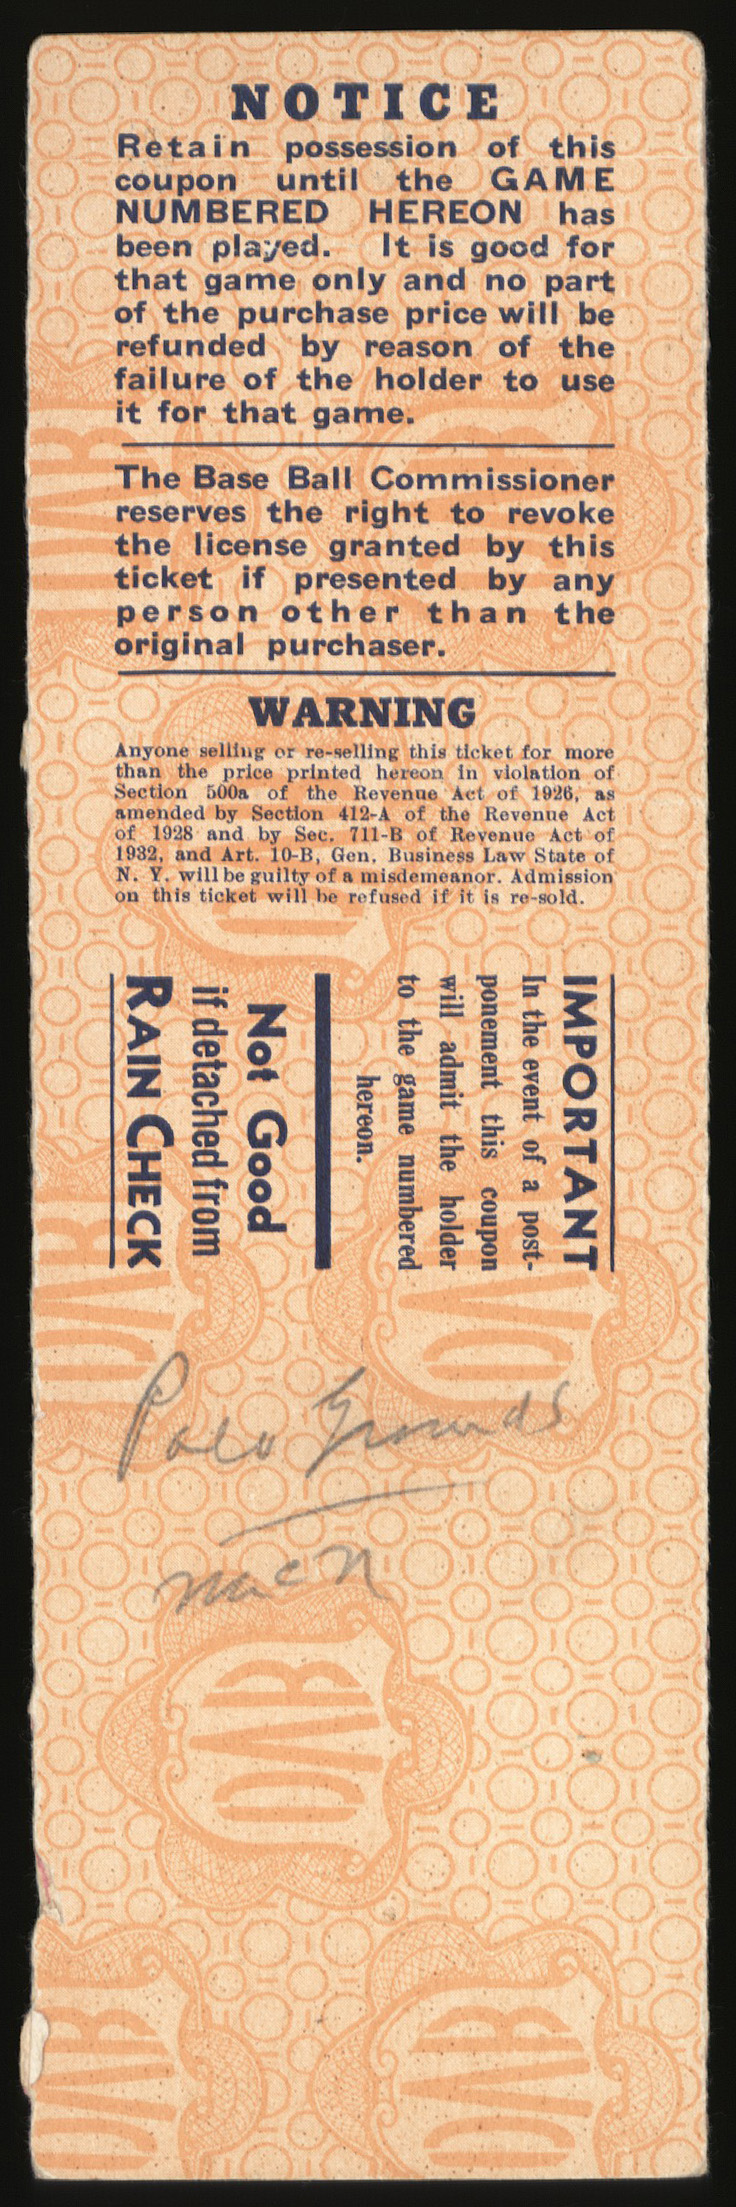 NOTICE
Retain possession of this
coupon until the GAME
NUMBERED HEREON has
been played. It is good for
that game only and no part
of the purchase price will be
refunded by reason of the
failure of the holder to use
it for that game.
The Base Ball Commissioner
reserves the right to revoke
the license granted by this
ticket if presented by any
person other than the
original purchaser.
WARNING
Anyone selling or re-selling this ticket for more
than the price printed hereon in violation of
Section 500a of the Revenue Act of 1926, as
amended by Section 412-A of the Revenue Act
of 1928 and by Sec. 711-B of Revenue Act of
1932, and Art. 10-B, Gen. Business Law State of
N. Y. will be guilty of a misdemeanor. Admission
on this ticket will be refused if it is re-sold.
IMPORTANT
In the event of a post-
ponement this coupon
will admit the holder
to the game numbered
hereon.
Not Good
if detached from
RAIN CHECK
Polo Grounds